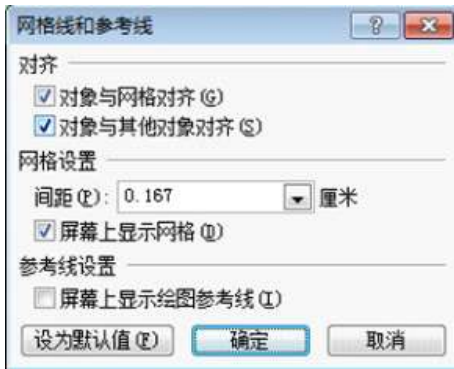 网格线和参考线
对齐
对象与网格对齐(G)
对象与其他对象对齐(S)
网格设置
间距(P): 0.167 厘米
屏幕上显示网格(D)
参考线设置
屏幕上显示绘图参考线(I)
设为默认值(F) 确定 取消